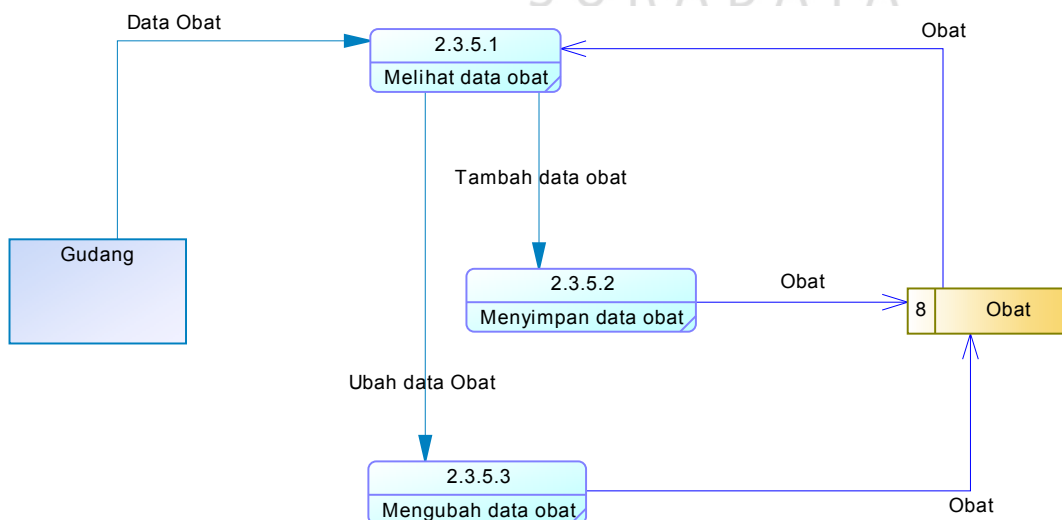 Data Obat
2.3.5.1
Melihat data obat
Obat
Tambah data obat
Gudang
2.3.5.2
Menyimpan data obat
Obat
8
Obat
Ubah data Obat
2.3.5.3
Mengubah data obat
Obat